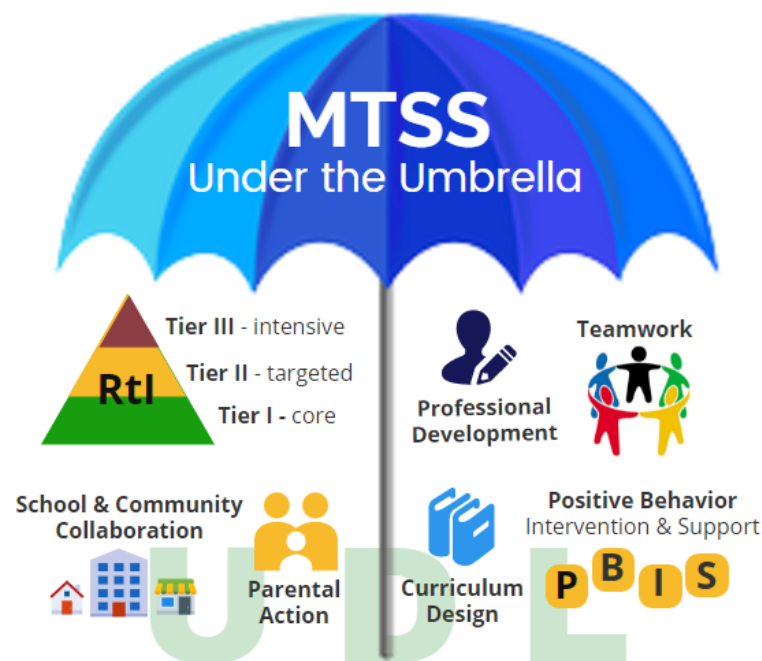 MTSS
Under the Umbrella
Tier III - intensive
Tier II - targeted
RtI
Tier I - core
Professional
Development
Teamwork
School & Community
Collaboration
Parental
Action
Curriculum
Design
Positive Behavior
Intervention & Support
P B I S
UDL